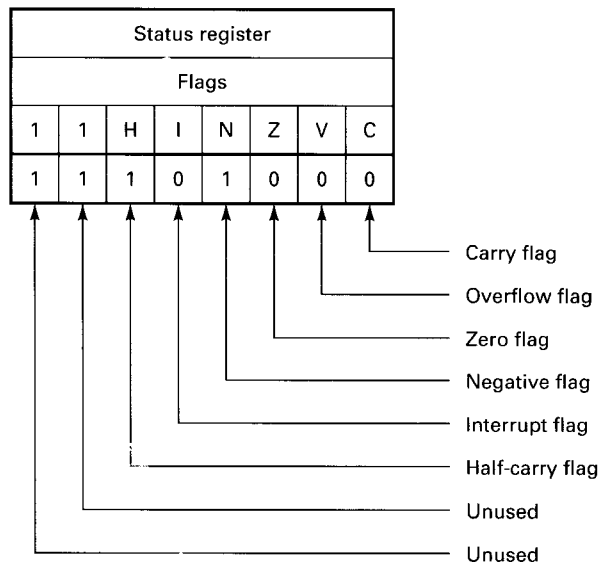 Status register
Flags
1 1 H I N Z V C
1 1 1 0 1 0 0 0
Carry flag
Overflow flag
Zero flag
Negative flag
Interrupt flag
Half-carry flag
Unused
Unused